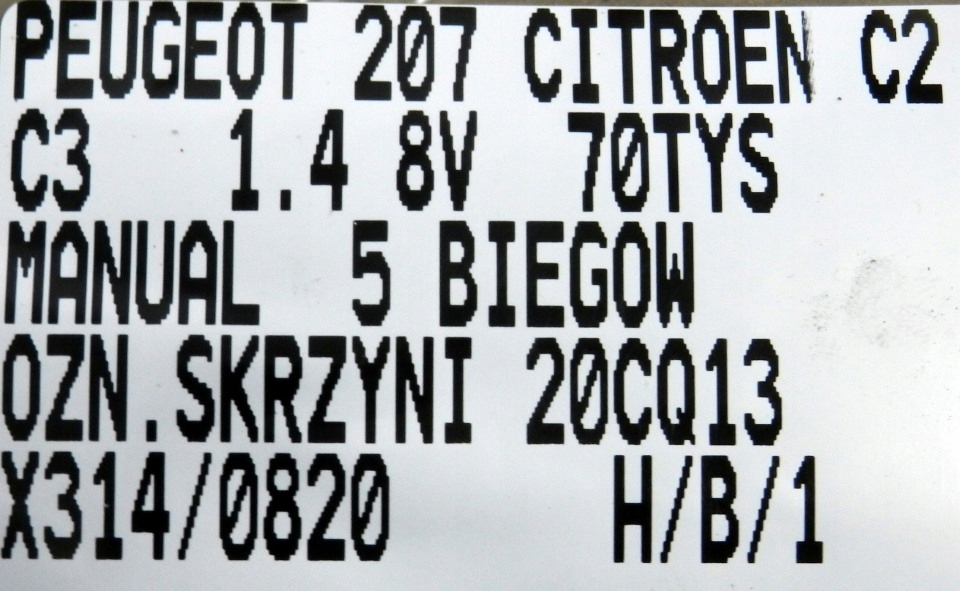 PEUGEOT 207 CITROEN C2
C3 1.4 8V 70TYS
MANUAL 5 BIEGOW
OZN.SKRZYNI 20CQ13
X314/0820 H/B/1